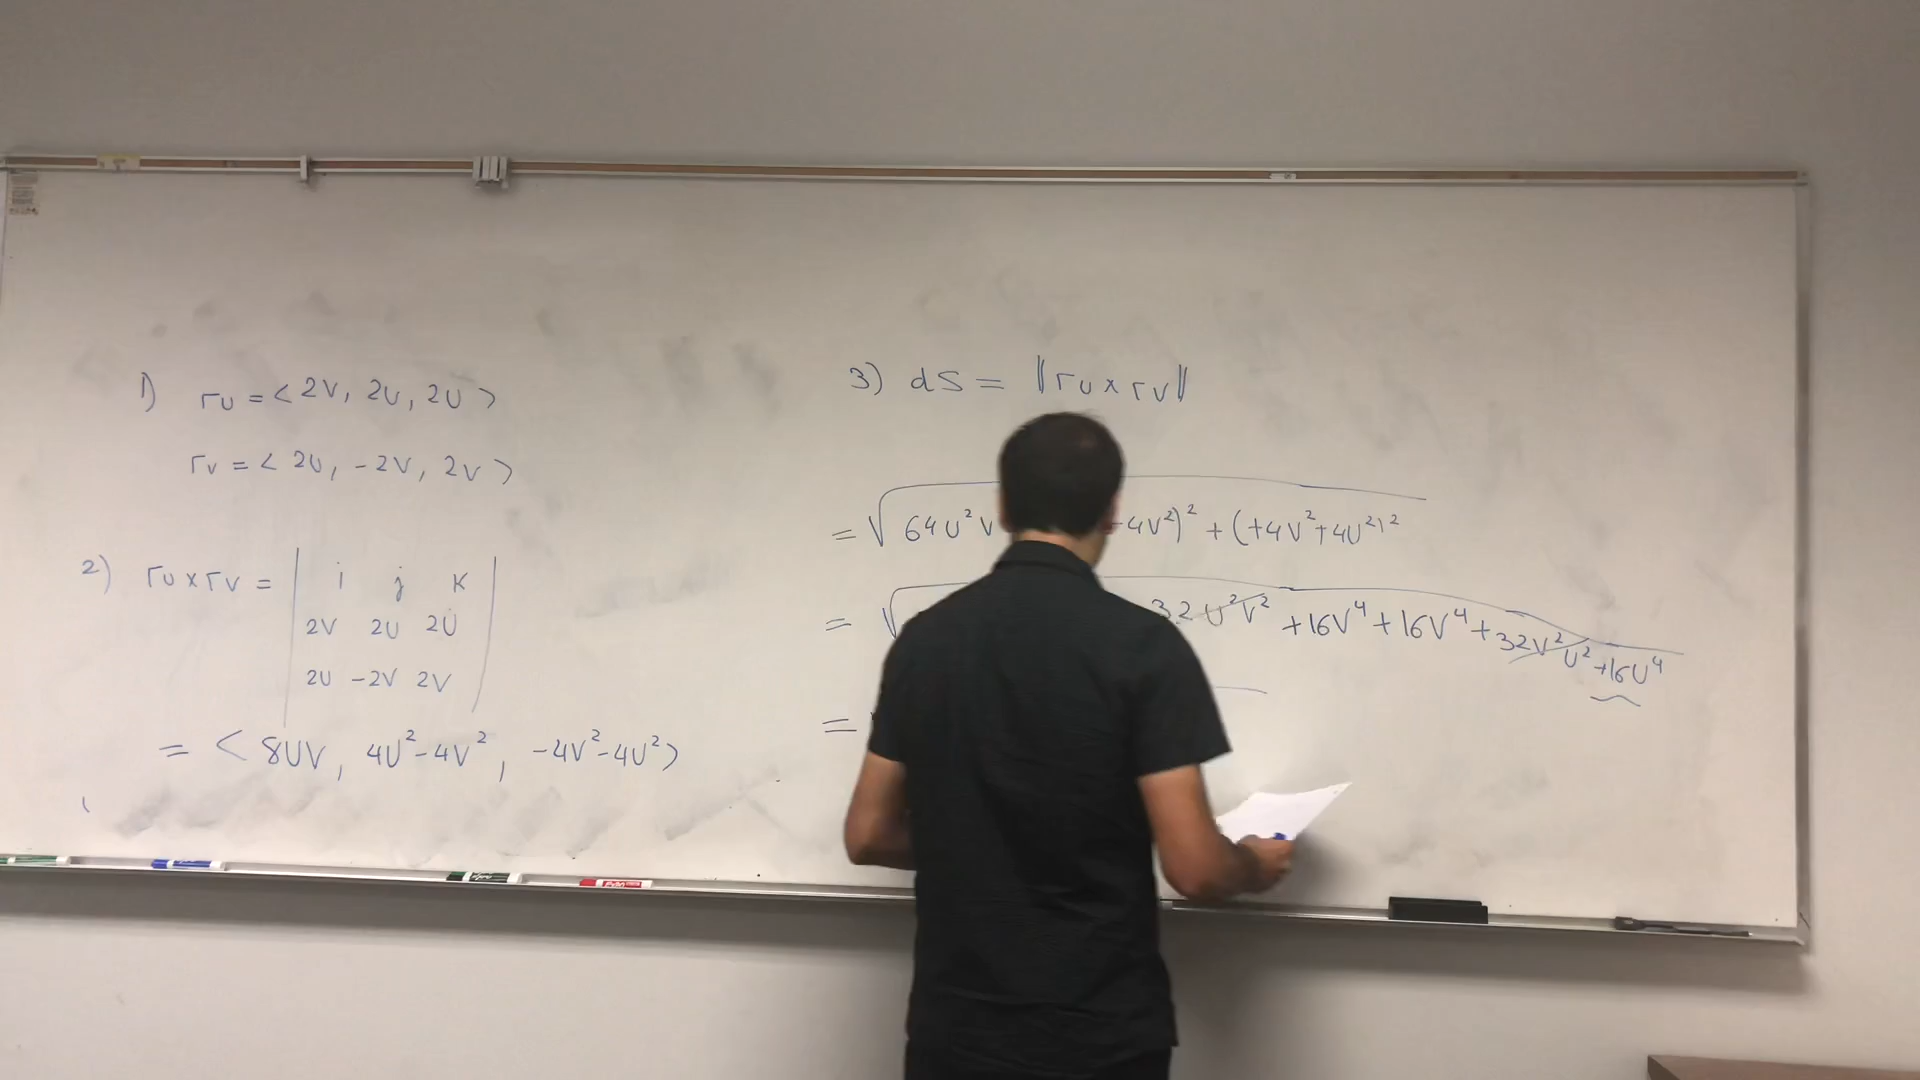 1) ru = < 2V, 2U, 2U >
rv = < 2U, -2V, 2V >
2) ru x rv = | i j K |
2V 2U 2U
2U -2V 2V
= < 8UV, 4U² - 4V², -4V² - 4U² >
3) dS = ‖ru x rv‖
= √ 64U²V 4V²)² + (+4V² + 4U²)²
= √ 32U²V² + 16V⁴ + 16V⁴ + 32V²U² + 16U⁴
=